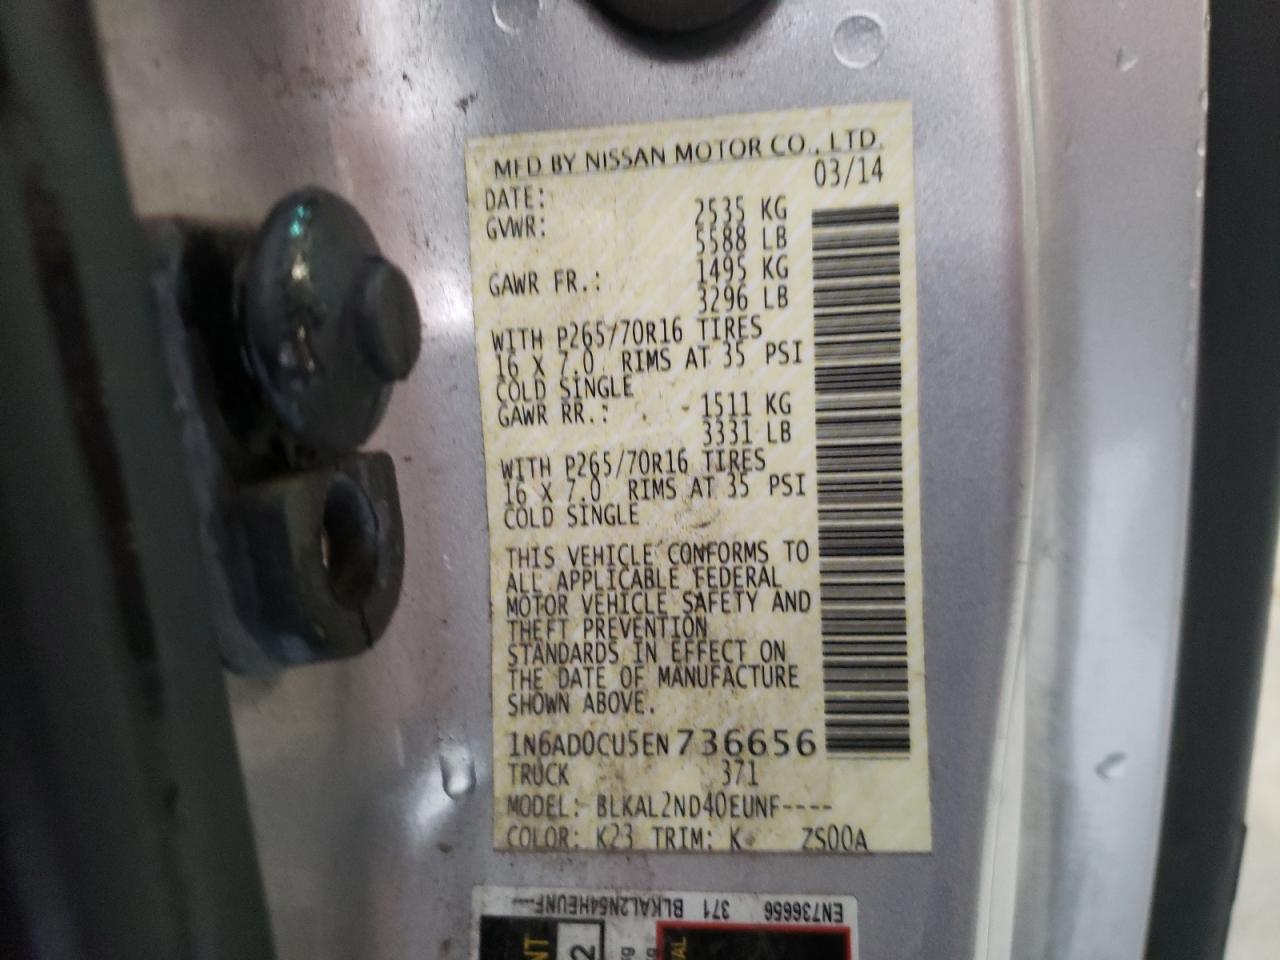 MFD BY NISSAN MOTOR CO., LTD.
DATE: 03/14
GVWR: 2535 KG
5588 LB
GAWR FR.: 1495 KG
3296 LB
WITH P265/70R16 TIRES
16 X 7.0 RIMS AT 35 PSI
COLD SINGLE
GAWR RR.: 1511 KG
3331 LB
WITH P265/70R16 TIRES
16 X 7.0 RIMS AT 35 PSI
COLD SINGLE
THIS VEHICLE CONFORMS TO
ALL APPLICABLE FEDERAL
MOTOR VEHICLE SAFETY AND
THEFT PREVENTION
STANDARDS IN EFFECT ON
THE DATE OF MANUFACTURE
SHOWN ABOVE.
1N6AD0CU5EN736656
TRUCK 371
MODEL: BLKAL2ND40EUNF----
COLOR: K23 TRIM: K ZS00A
EN736656 371 BLKAL2N54HEUNF----